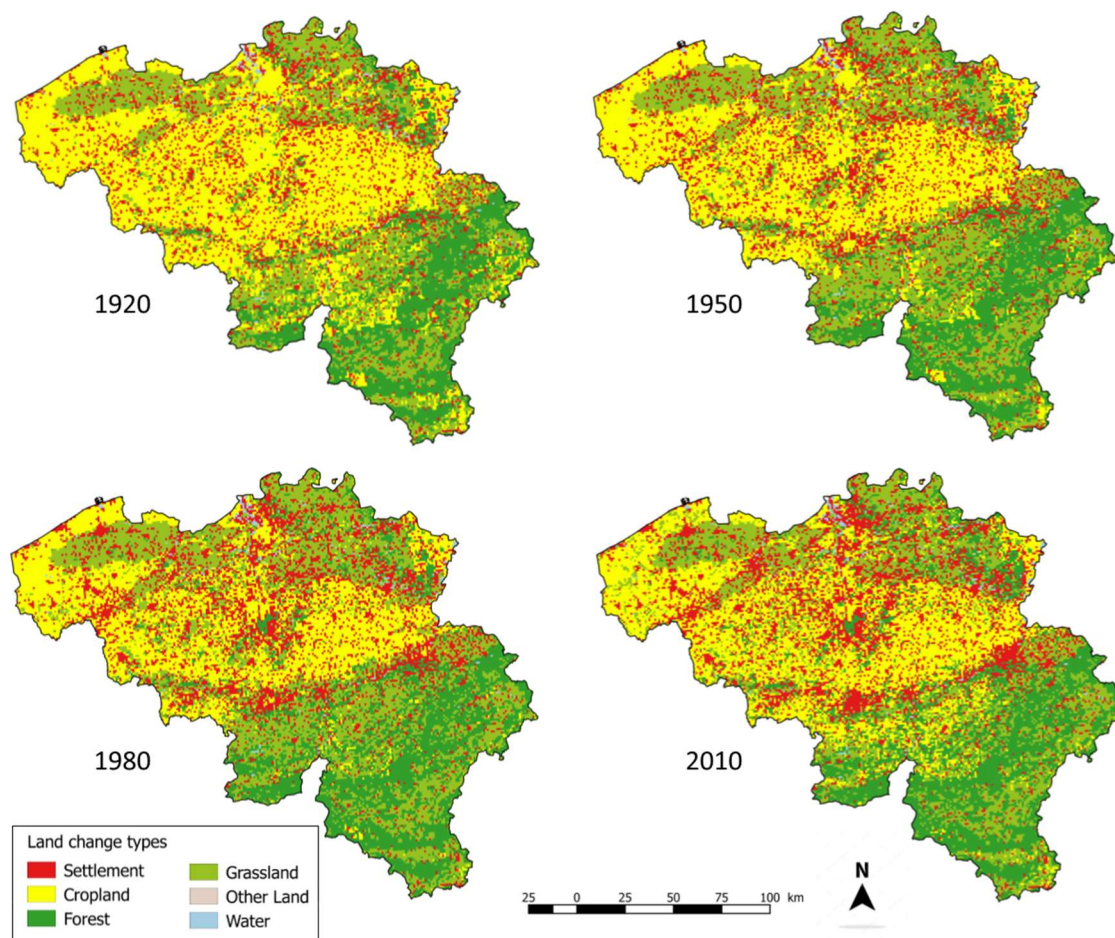 1920
1950
1980
2010
Land change types
Settlement
Cropland
Forest
Grassland
Other Land
Water
25 0 25 50 75 100 km
N